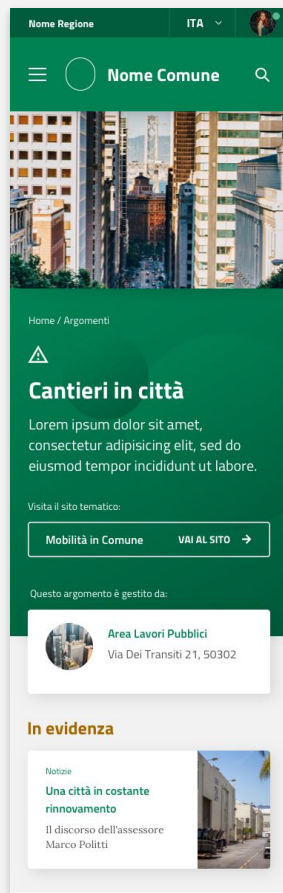 Nome Regione ITA
Nome Comune
Home / Argomenti
Cantieri in città
Lorem ipsum dolor sit amet,
consectetur adipisicing elit, sed do
eiusmod tempor incididunt ut labore.
Visita il sito tematico:
Mobilità in Comune VAI AL SITO →
Questo argomento è gestito da:
Area Lavori Pubblici
Via Dei Transiti 21, 50302
In evidenza
Notizie
Una città in costante
rinnovamento
Il discorso dell'assessore
Marco Politti